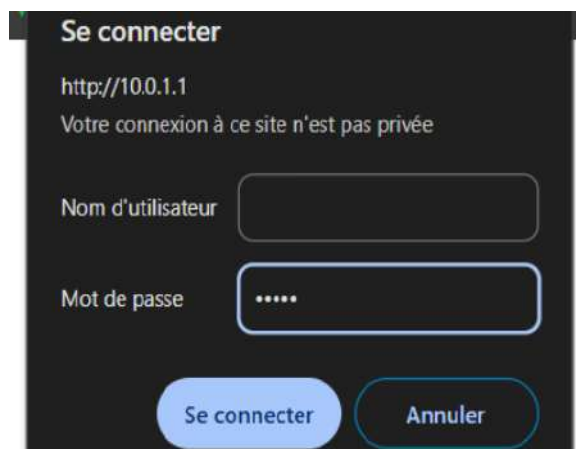 Se connecter
http://10.0.1.1
Votre connexion à ce site n'est pas privée
Nom d'utilisateur
Mot de passe
•••••
Se connecter
Annuler